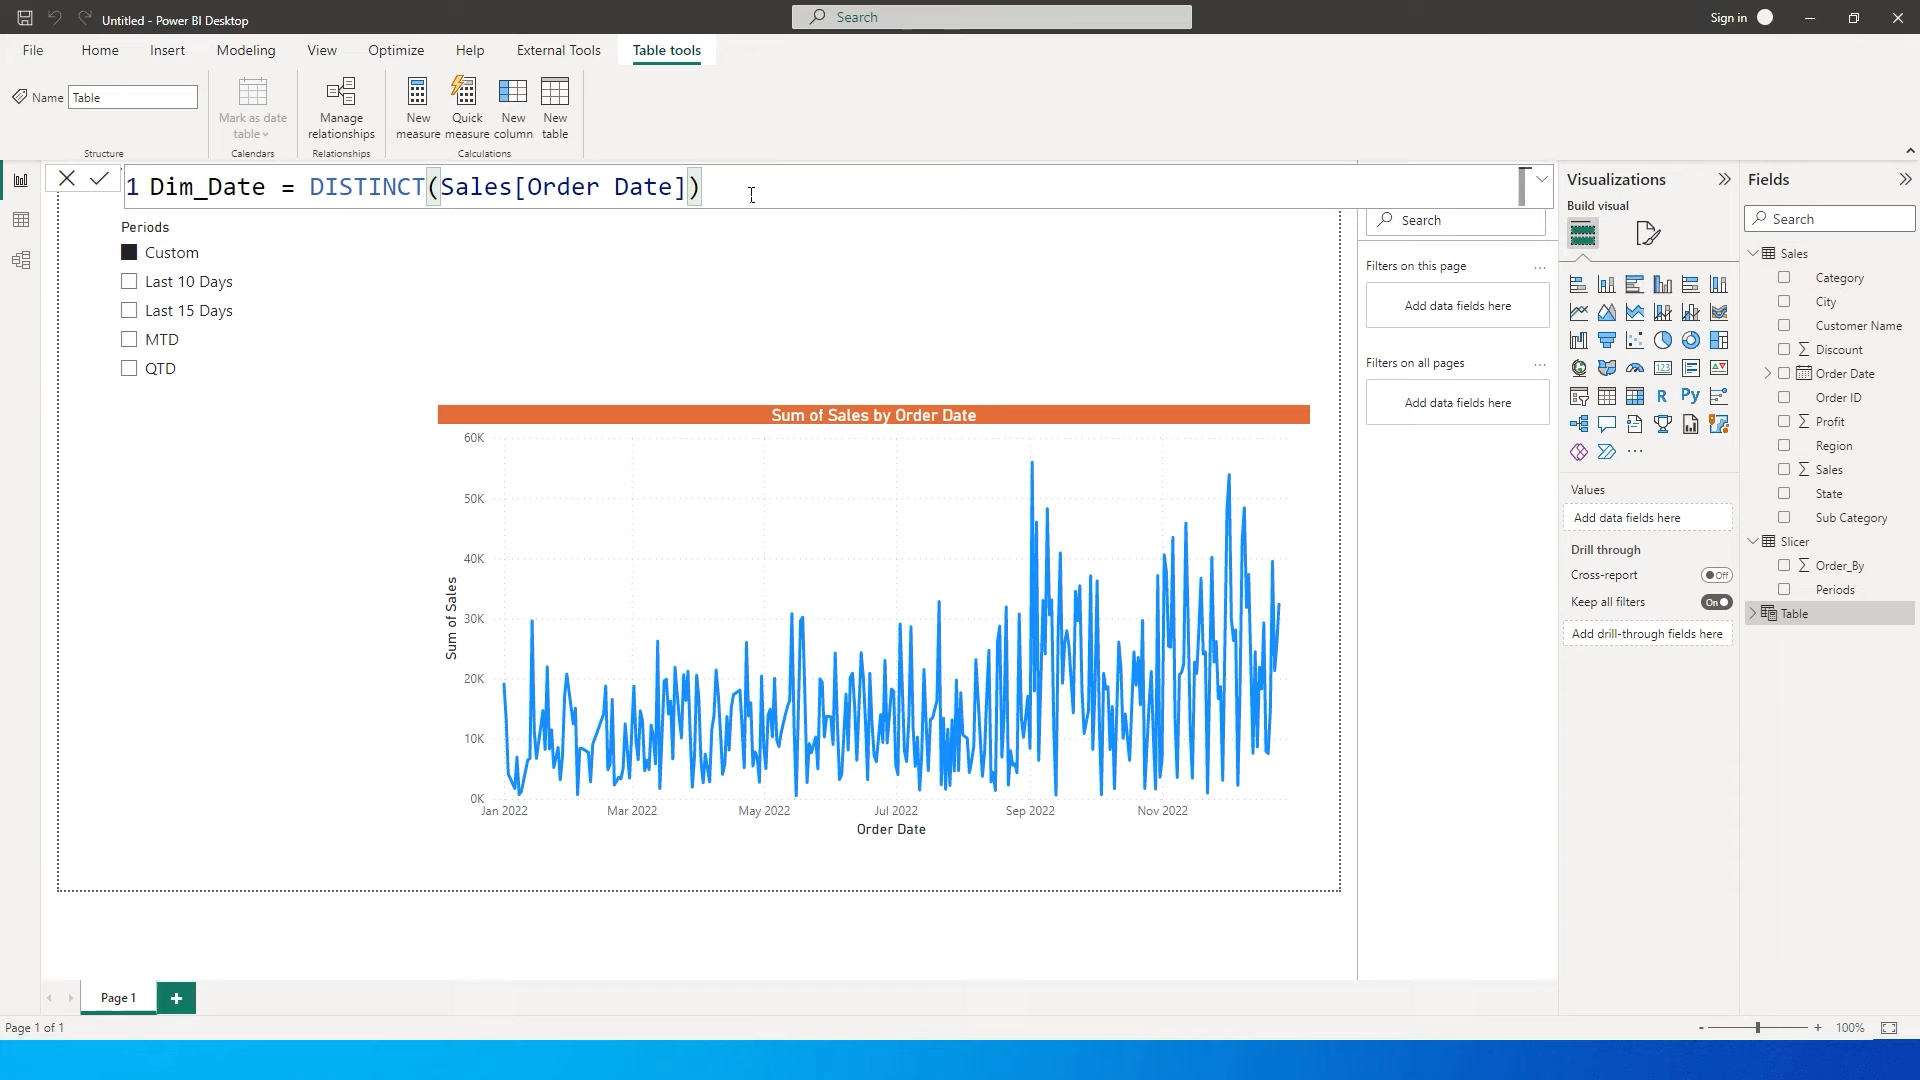 Untitled - Power BI Desktop
Search
Sign in
File
Home
Insert
Modeling
View
Optimize
Help
External Tools
Table tools
Name
Table
Mark as date
table
Manage
relationships
New
measure
Quick
measure
New
column
New
table
Structure
Calendars
Relationships
Calculations
1 Dim_Date = DISTINCT(Sales[Order Date])
Periods
Custom
Last 10 Days
Last 15 Days
MTD
QTD
Sum of Sales by Order Date
60K
50K
40K
30K
20K
10K
0K
Sum of Sales
Jan 2022
Mar 2022
May 2022
Jul 2022
Sep 2022
Nov 2022
Order Date
Search
Filters on this page
...
Add data fields here
Filters on all pages
...
Add data fields here
Visualizations
Build visual
123
R
Py
...
Values
Add data fields here
Drill through
Cross-report
Off
Keep all filters
On
Add drill-through fields here
Fields
Search
Sales
Category
City
Customer Name
Discount
Order Date
Order ID
Profit
Region
Sales
State
Sub Category
Slicer
Order_By
Periods
Table
Page 1
Page 1 of 1
- + 100%